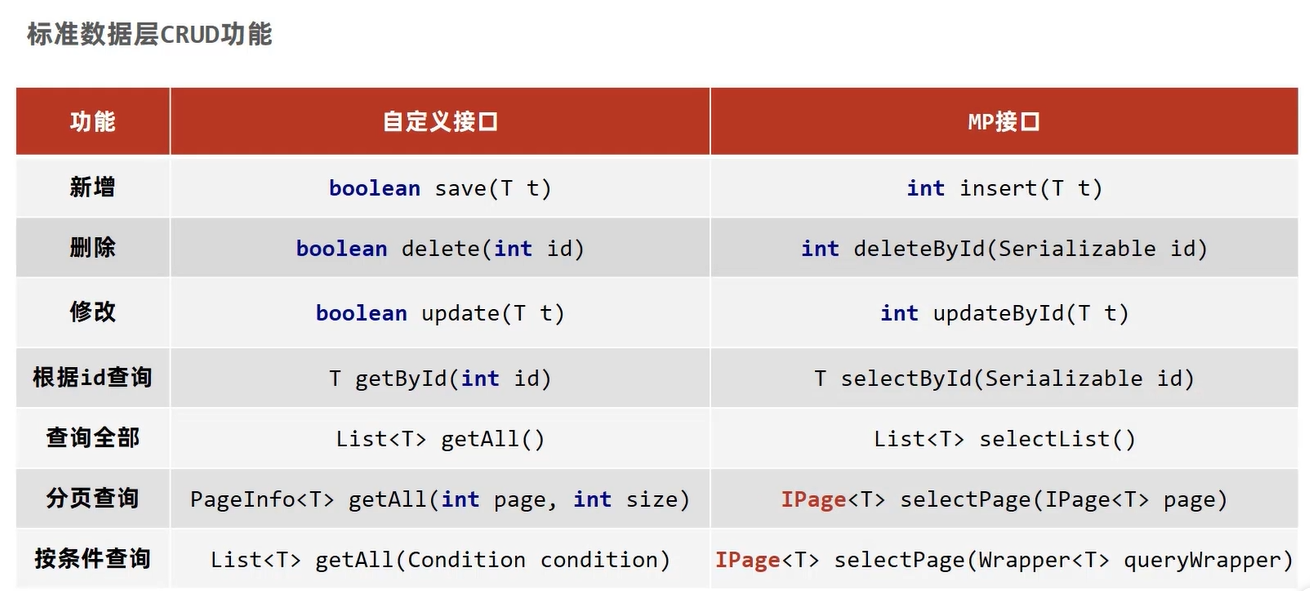 标准数据层CRUD功能
功能 自定义接口 MP接口
新增 boolean save(T t) int insert(T t)
删除 boolean delete(int id) int deleteById(Serializable id)
修改 boolean update(T t) int updateById(T t)
根据id查询 T getById(int id) T selectById(Serializable id)
查询全部 List<T> getAll() List<T> selectList()
分页查询 PageInfo<T> getAll(int page, int size) IPage<T> selectPage(IPage<T> page)
按条件查询 List<T> getAll(Condition condition) IPage<T> selectPage(Wrapper<T> queryWrapper)